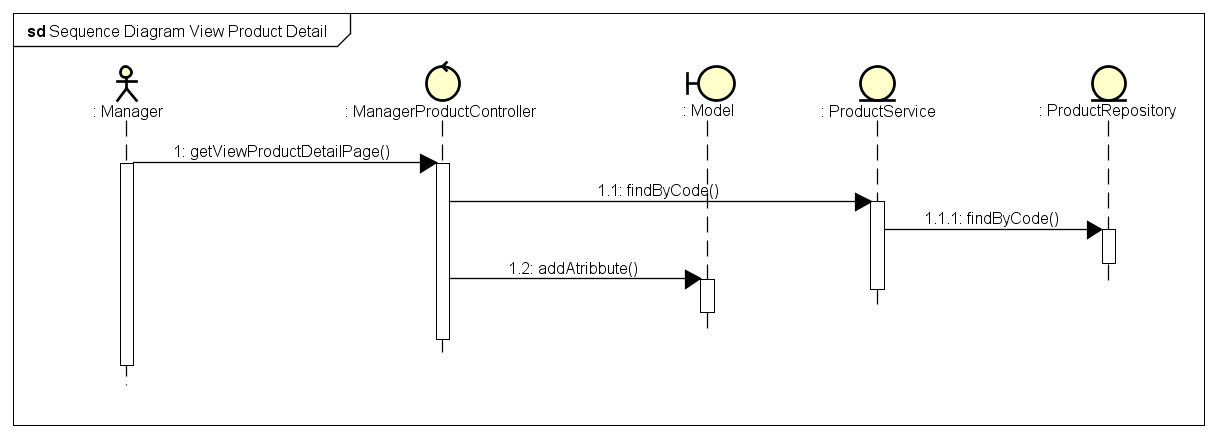 sd Sequence Diagram View Product Detail
: Manager
: ManagerProductController
: Model
: ProductService
: ProductRepository
1: getViewProductDetailPage()
1.1: findByCode()
1.1.1: findByCode()
1.2: addAtribbute()